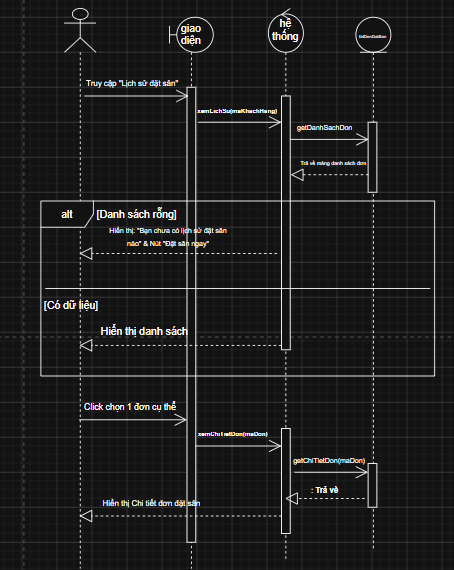 giao
diện
hề
thống
Truy cập "Lịch sử đặt sân"
xemLichSu(maKhachHang)
getDanhSachDon
Trả về mảng danh sách đơn
alt
[Danh sách rỗng]
Hiển thị: "Bạn chưa có lịch sử đặt sân
nào" & Nút "Đặt sân ngay"
[Có dữ liệu]
Hiển thị danh sách
Click chọn 1 đơn cụ thể
xemChiTietDon(maDon)
getChiTietDon(maDon)
: Trả về
Hiển thị Chi tiết đơn đặt sân